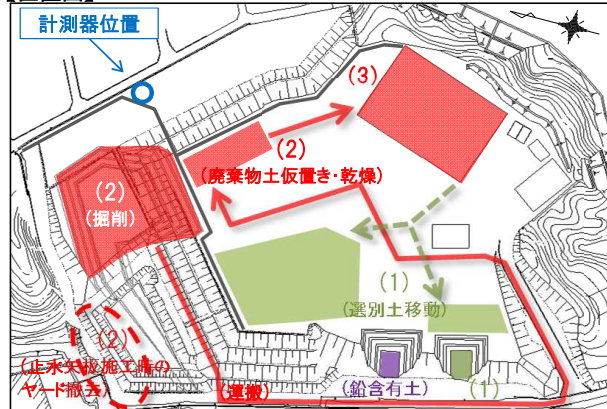 計測器位置
(3)
(2)
(廃棄物土仮置き・乾燥)
(2)
(掘削)
(1)
(選別土移動)
(2)
(止水矢板施工時の
ヤード撤去)
(運搬)
(鉛含有土)
(1)